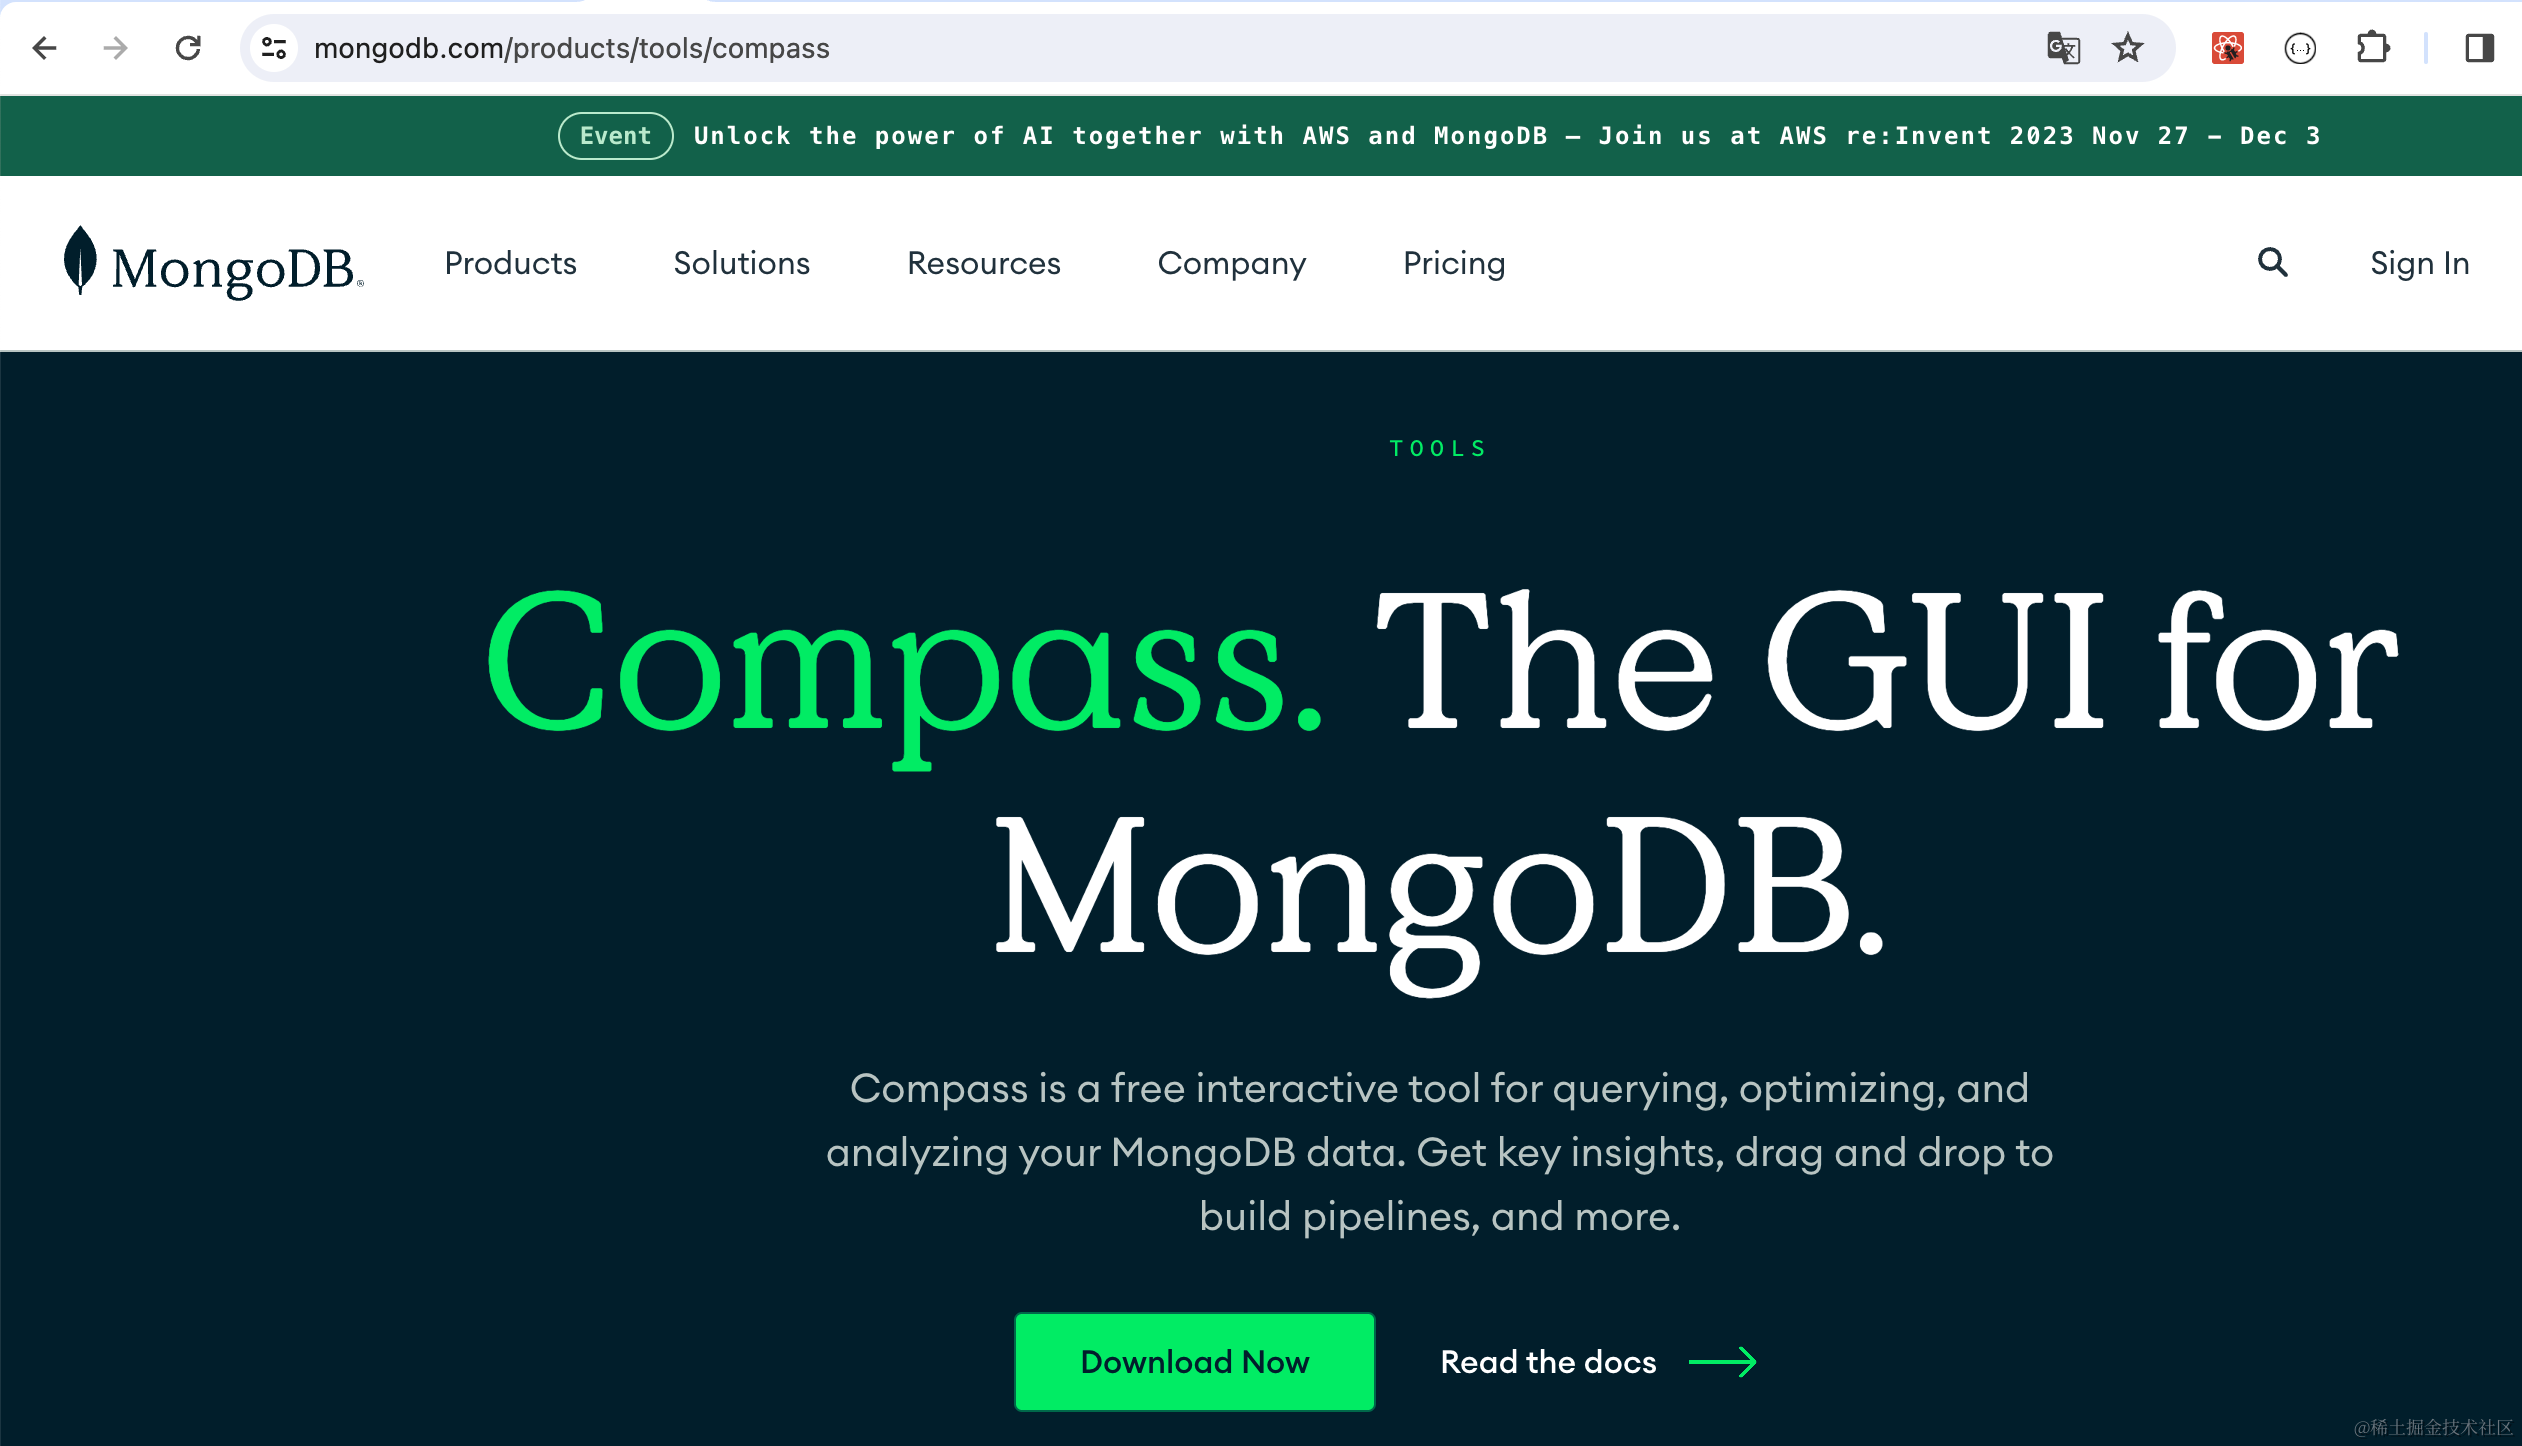 mongodb.com/products/tools/compass
Event Unlock the power of AI together with AWS and MongoDB — Join us at AWS re:Invent 2023 Nov 27 – Dec 3
MongoDB® Products Solutions Resources Company Pricing Sign In
TOOLS
Compass. The GUI for
MongoDB.
Compass is a free interactive tool for querying, optimizing, and
analyzing your MongoDB data. Get key insights, drag and drop to
build pipelines, and more.
Download Now Read the docs
@稀土掘金技术社区